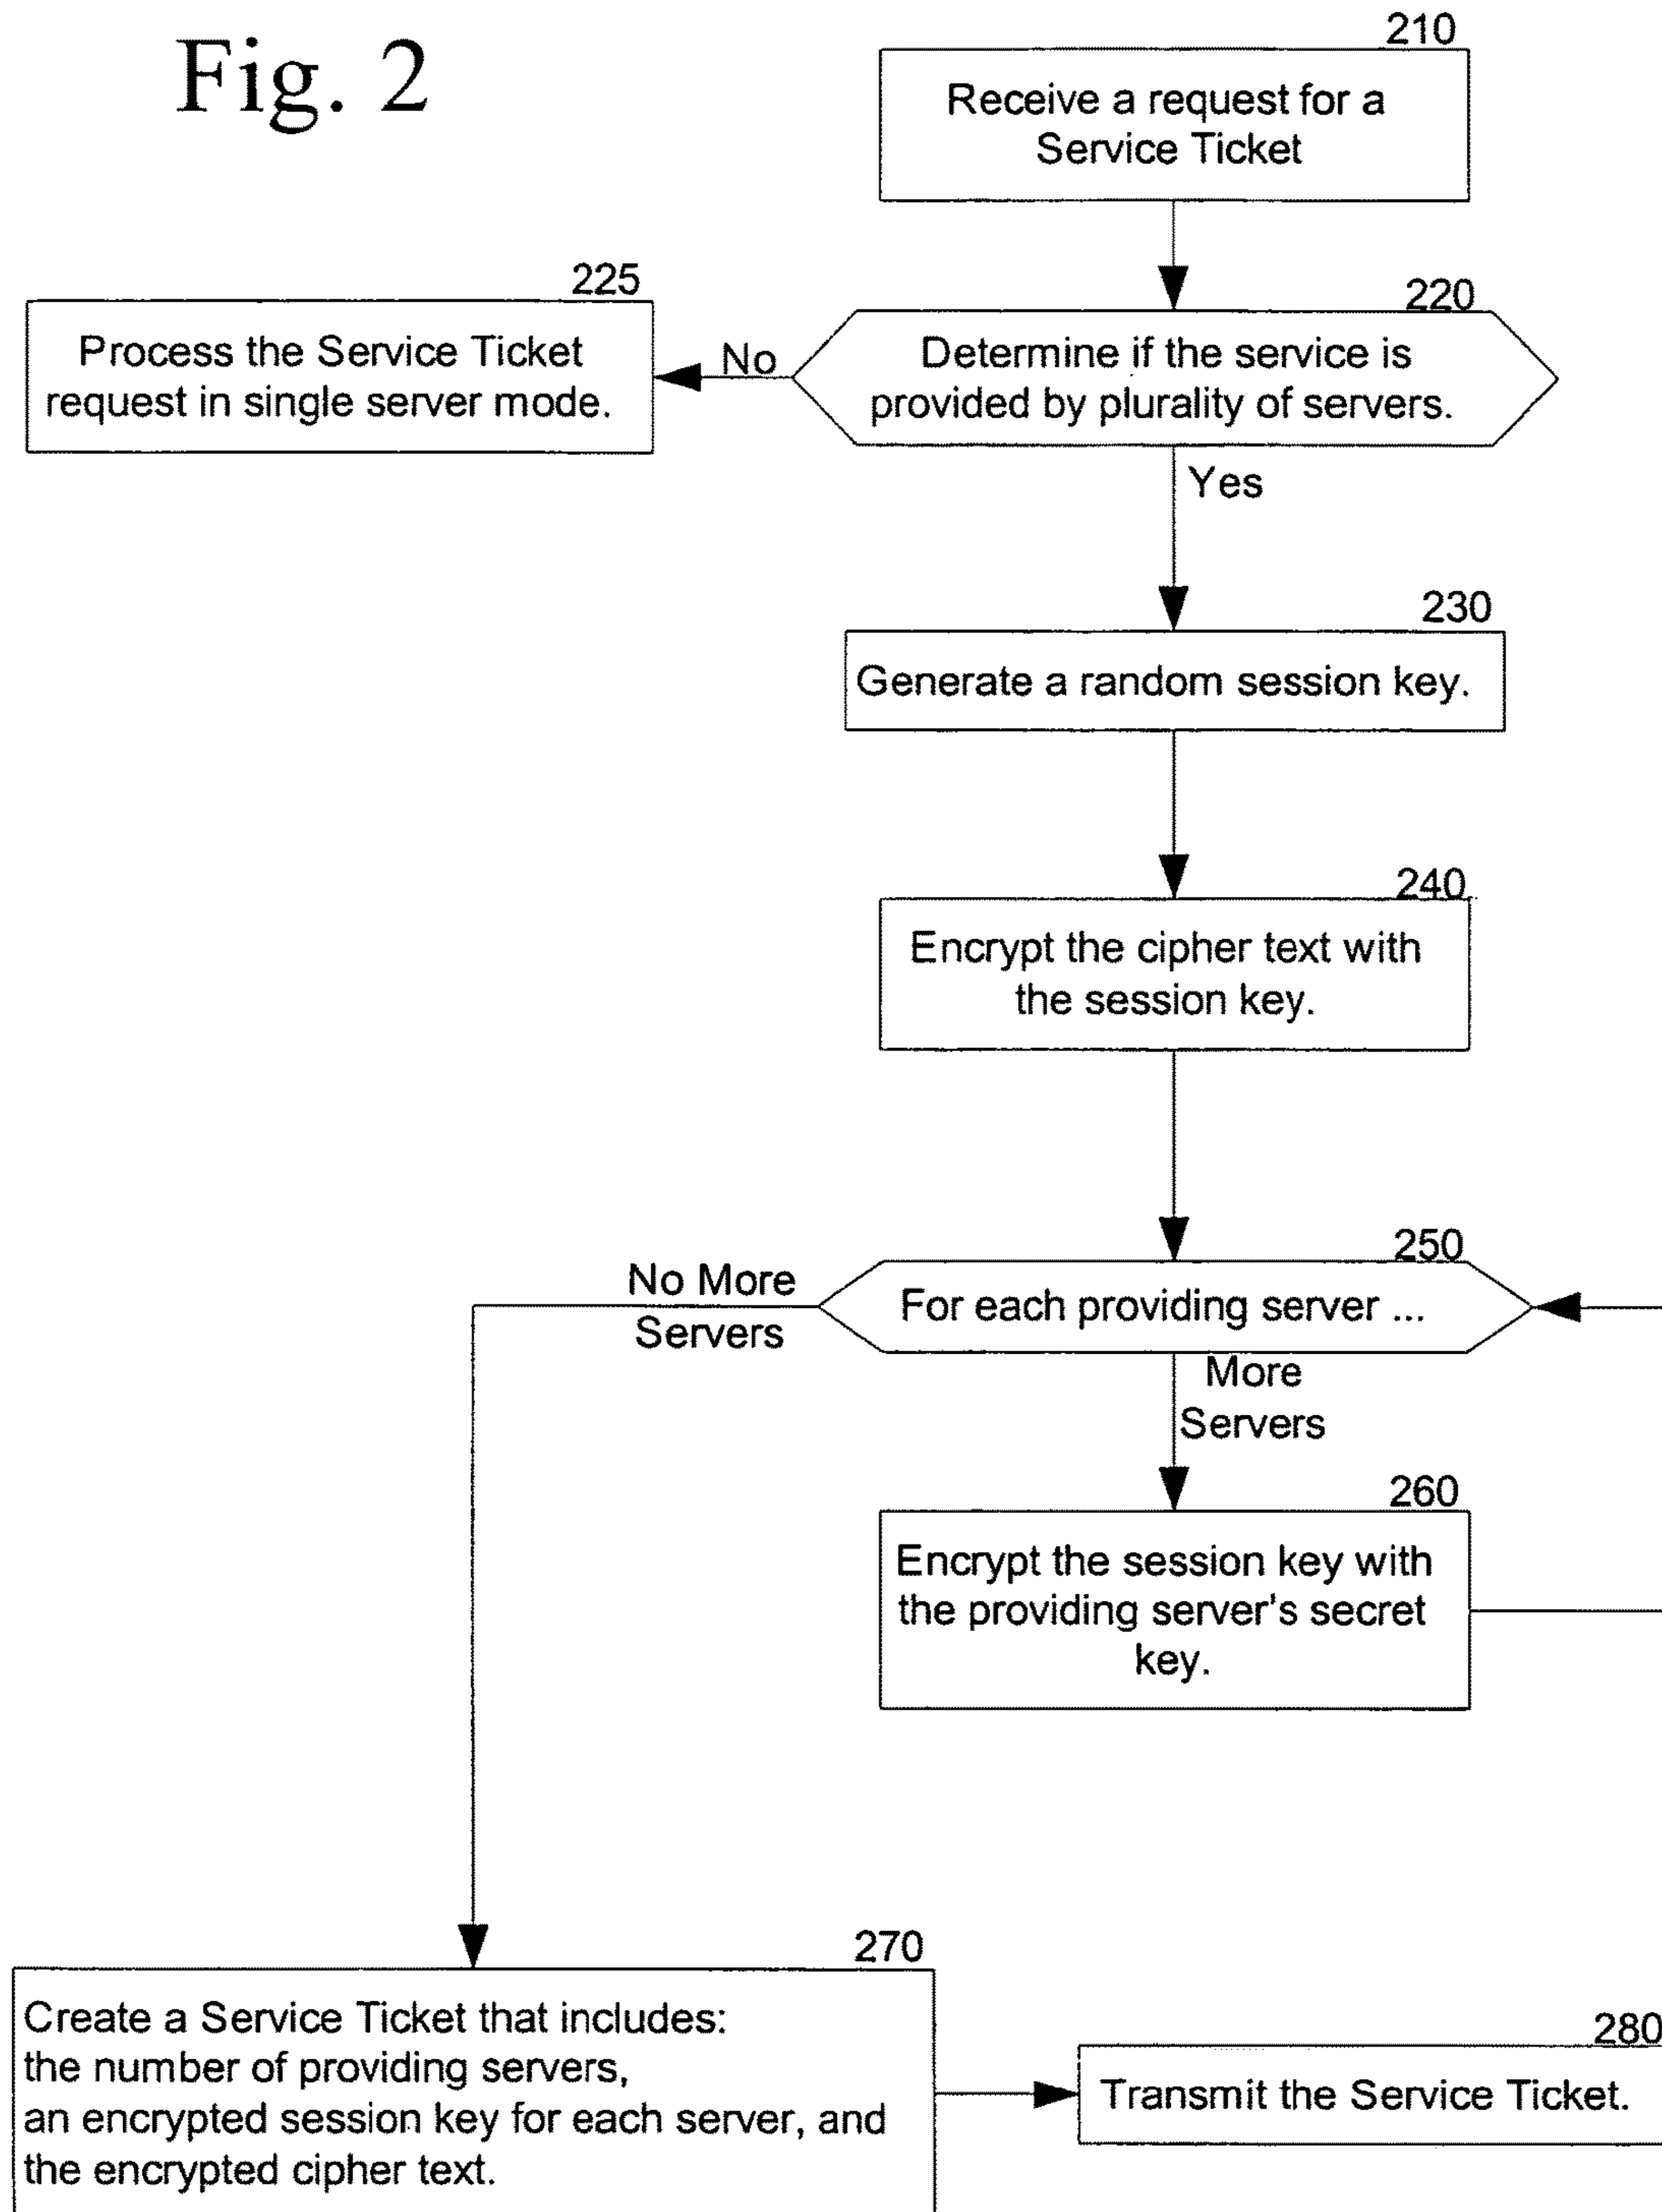 Fig. 2
210
Receive a request for a
Service Ticket
225
Process the Service Ticket
request in single server mode.
No
220
Determine if the service is
provided by plurality of servers.
Yes
230
Generate a random session key.
240
Encrypt the cipher text with
the session key.
250
For each providing server ...
No More
Servers
More
Servers
260
Encrypt the session key with
the providing server's secret
key.
270
Create a Service Ticket that includes:
the number of providing servers,
an encrypted session key for each server, and
the encrypted cipher text.
280
Transmit the Service Ticket.